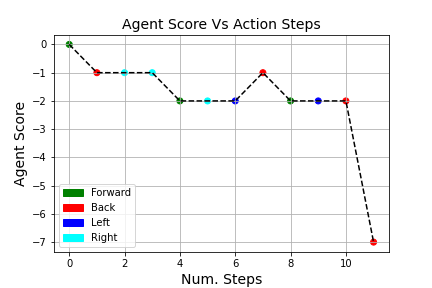 Agent Score Vs Action Steps
0
−1
−2
−3
−4
−5
−6
−7
Agent Score
Forward
Back
Left
Right
0 2 4 6 8 10
Num. Steps